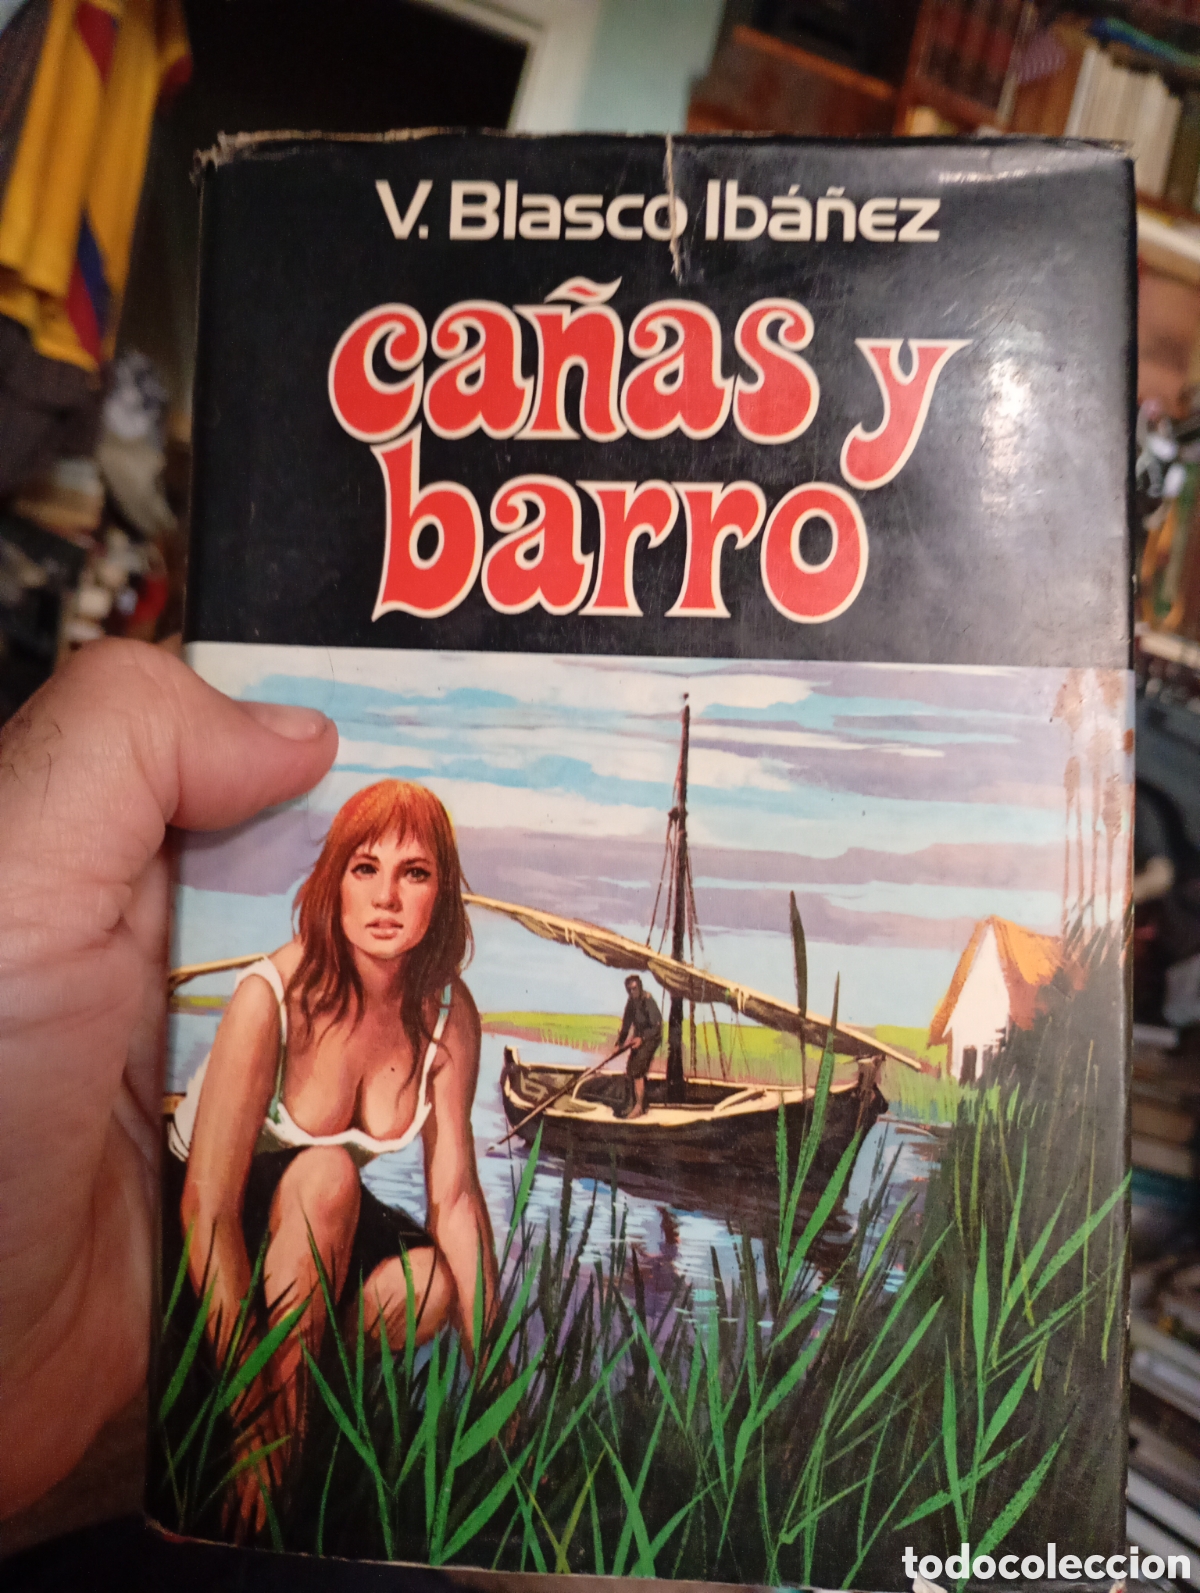 V. Blasco Ibáñez
cañas y
barro
todocoleccion